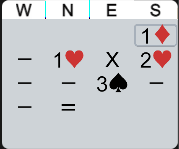 W N E S
1♦
– 1♥ X 2♥
– – 3♠ –
– =